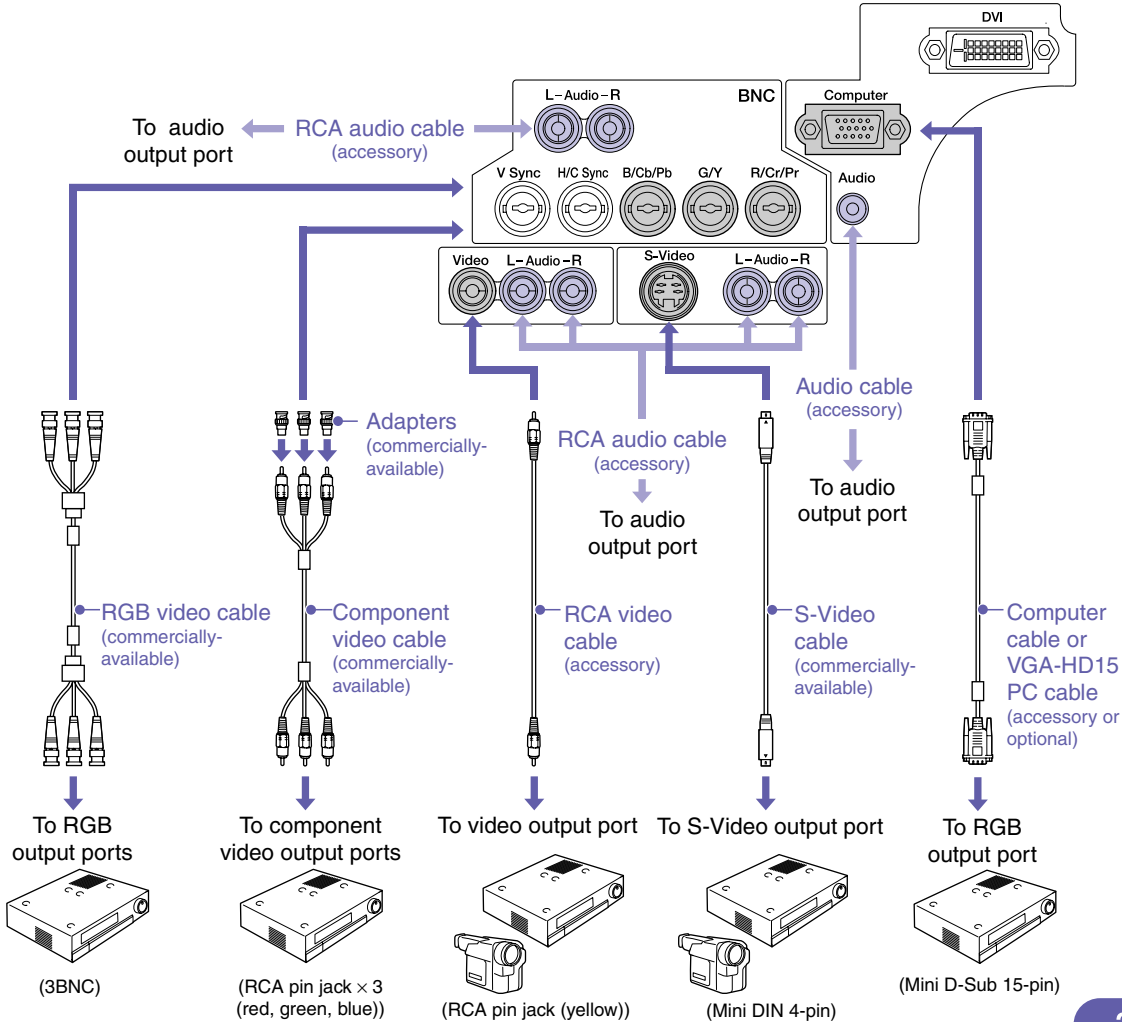 DVI
L-Audio-R
BNC
Computer
To audio
output port
RCA audio cable
(accessory)
V Sync
H/C Sync
B/Cb/Pb
G/Y
R/Cr/Pr
Audio
Video
L-Audio-R
S-Video
L-Audio-R
Adapters
(commercially-
available)
RCA audio cable
(accessory)
To audio
output port
Audio cable
(accessory)
To audio
output port
RGB video cable
(commercially-
available)
Component
video cable
(commercially-
available)
RCA video
cable
(accessory)
S-Video
cable
(commercially-
available)
Computer
cable or
VGA-HD15
PC cable
(accessory or
optional)
To RGB
output ports
To component
video output ports
To video output port
To S-Video output port
To RGB
output port
(3BNC)
(RCA pin jack × 3
(red, green, blue))
(RCA pin jack (yellow))
(Mini DIN 4-pin)
(Mini D-Sub 15-pin)